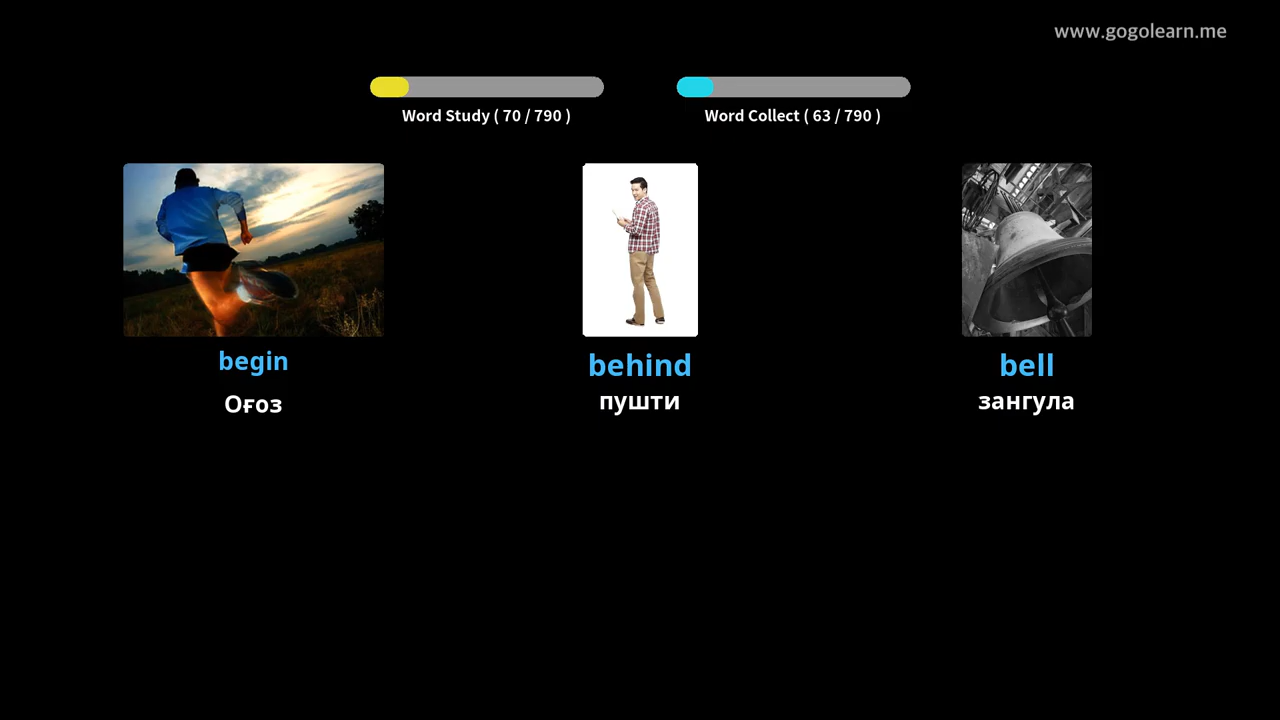 www.gogolearn.me
Word Study ( 70 / 790 )
Word Collect ( 63 / 790 )
begin
behind
bell
Оғоз
пушти
зангула